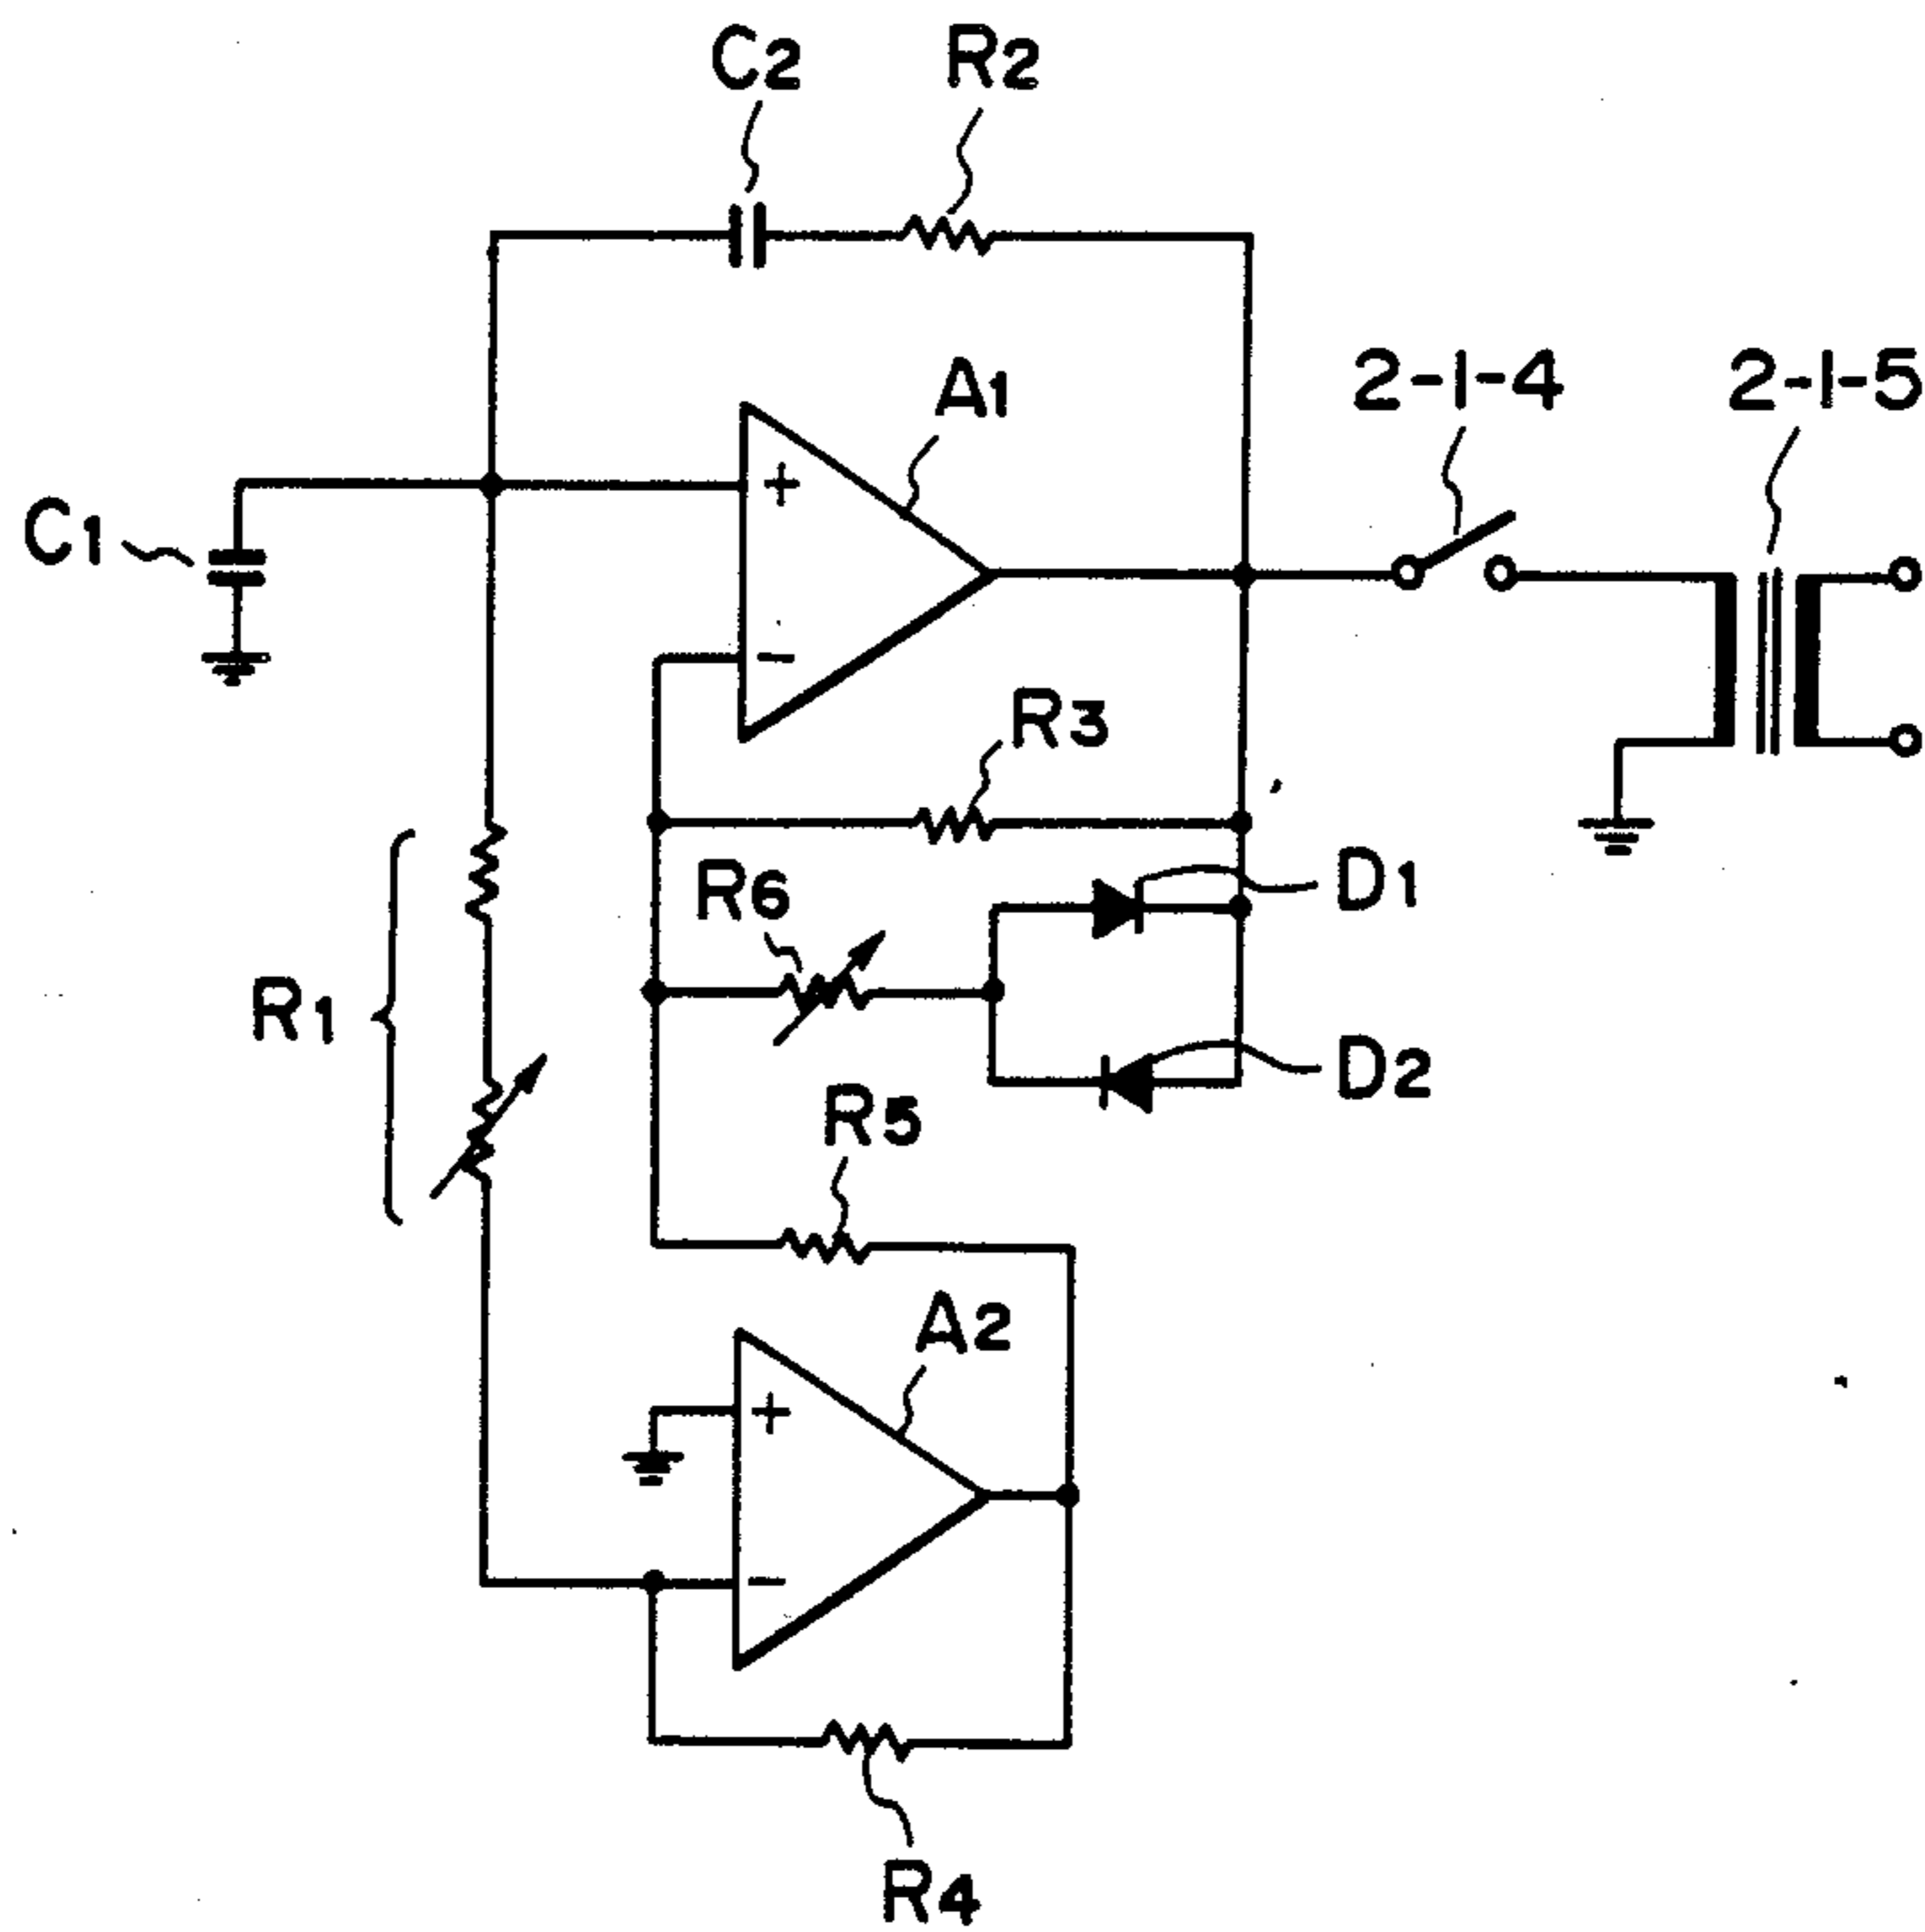 C2 R2
A1 2-1-4 2-1-5
+
C1
−
R3
D1
R6
R1
D2
R5
A2
+
−
R4